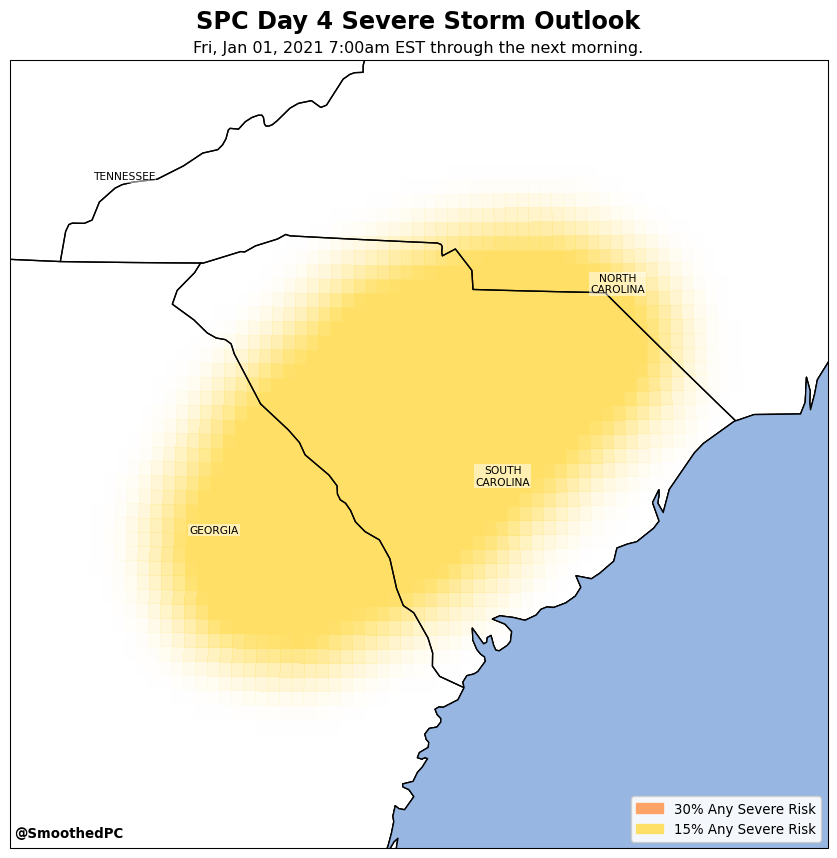 SPC Day 4 Severe Storm Outlook
Fri, Jan 01, 2021 7:00am EST through the next morning.
TENNESSEE
NORTH
CAROLINA
SOUTH
CAROLINA
GEORGIA
30% Any Severe Risk
15% Any Severe Risk
@SmoothedPC